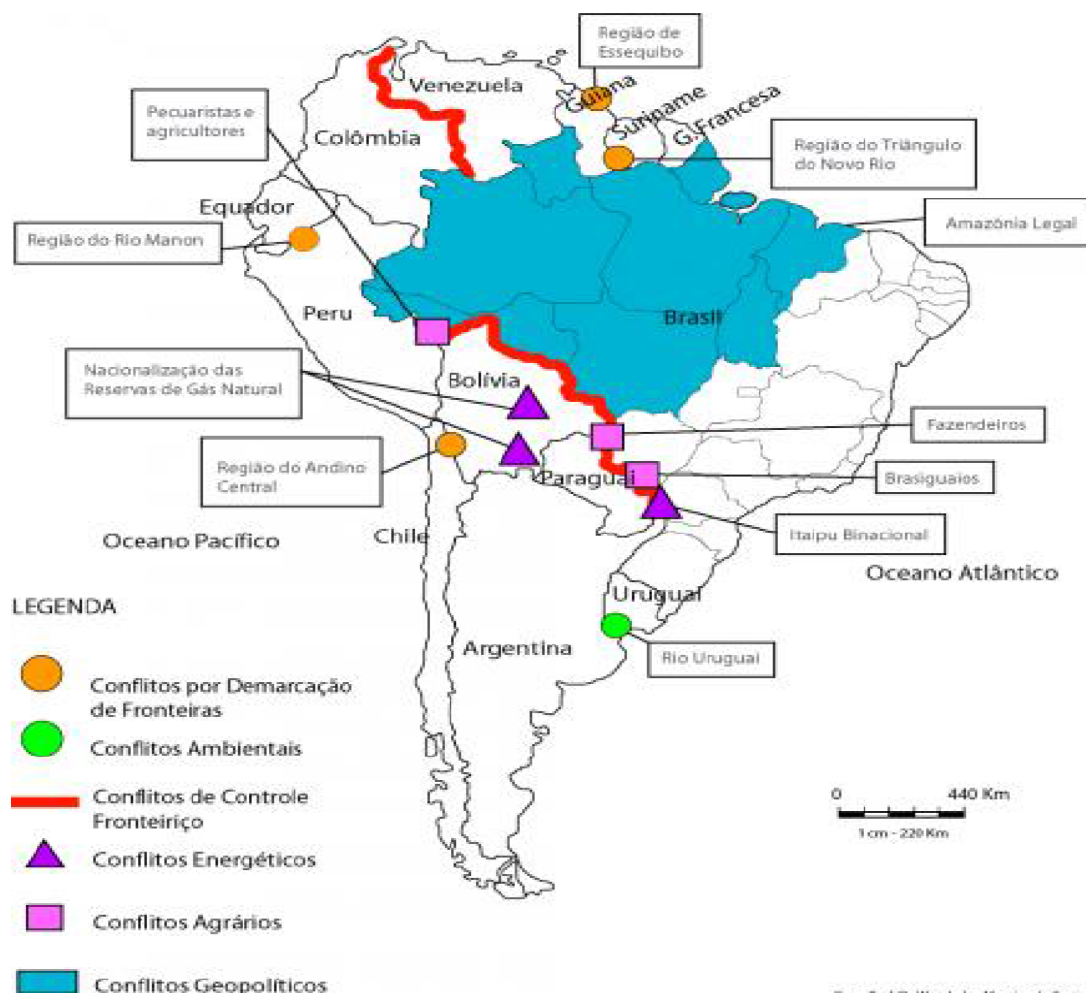 Região de
Essequibo
Venezuela
Guiana
Suriname
G.Francesa
Pecuaristas e
agricultores
Colômbia
Região do Triângulo
do Novo Rio
Equador
Amazônia Legal
Região do Rio Manon
Peru
Brasil
Nacionalização das
Reservas de Gás Natural
Bolívia
Fazendeiros
Região do Andino
Central
Paraguai
Brasiguaios
Oceano Pacífico
Chile
Itaipu Binacional
Oceano Atlântico
LEGENDA
Uruguai
Argentina
Rio Uruguai
Conflitos por Demarcação
de Fronteiras
Conflitos Ambientais
Conflitos de Controle
Fronteiriço
0 440 Km
1 cm - 220 Km
Conflitos Energéticos
Conflitos Agrários
Conflitos Geopolíticos